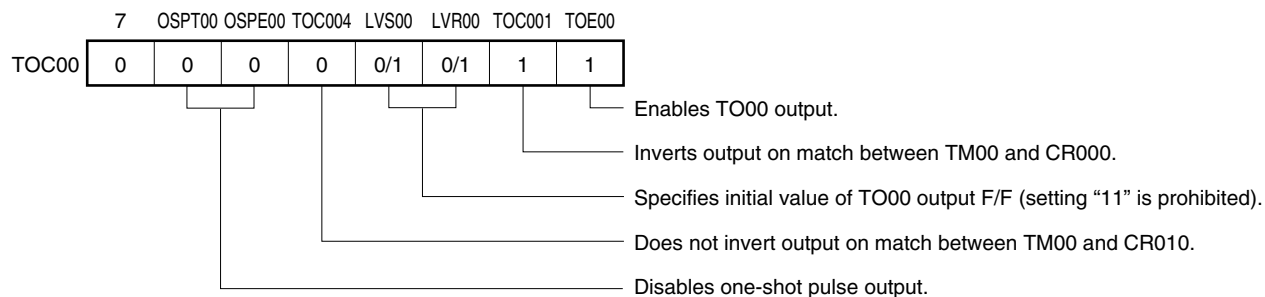 7 OSPT00 OSPE00 TOC004 LVS00 LVR00 TOC001 TOE00
TOC00 0 0 0 0 0/1 0/1 1 1
Enables TO00 output.
Inverts output on match between TM00 and CR000.
Specifies initial value of TO00 output F/F (setting “11” is prohibited).
Does not invert output on match between TM00 and CR010.
Disables one-shot pulse output.